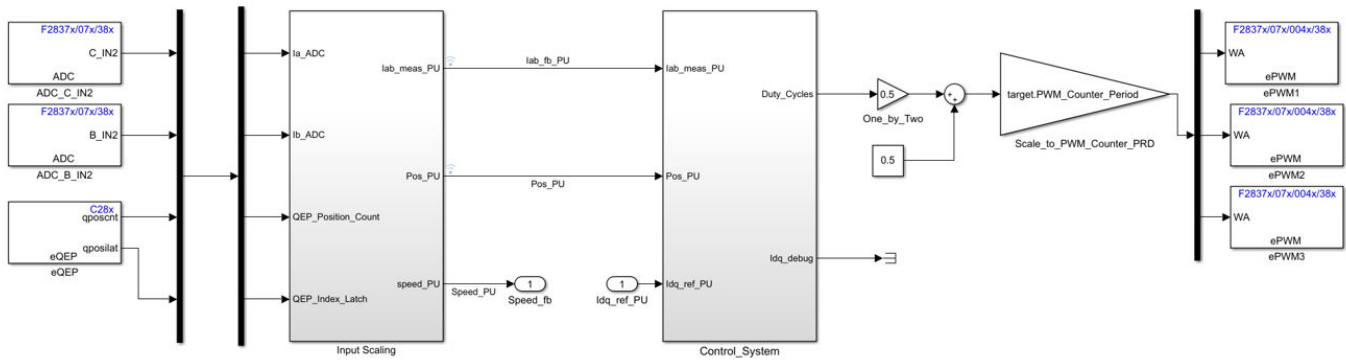 F2837x/07x/38x
C_IN2
ADC
ADC_C_IN2
F2837x/07x/38x
B_IN2
ADC
ADC_B_IN2
C28x
qposcnt
qposilat
eQEP
eQEP
Ia_ADC
Ib_ADC
QEP_Position_Count
QEP_Index_Latch
Iab_meas_PU
Pos_PU
speed_PU
Input Scaling
Iab_fb_PU
Pos_PU
Speed_PU
1
Speed_fb
1
Idq_ref_PU
Iab_meas_PU
Pos_PU
Idq_ref_PU
Duty_Cycles
Idq_debug
Control_System
0.5
One_by_Two
0.5
target.PWM_Counter_Period
Scale_to_PWM_Counter_PRD
F2837x/07x/004x/38x
WA
ePWM
ePWM1
F2837x/07x/004x/38x
WA
ePWM
ePWM2
F2837x/07x/004x/38x
WA
ePWM
ePWM3